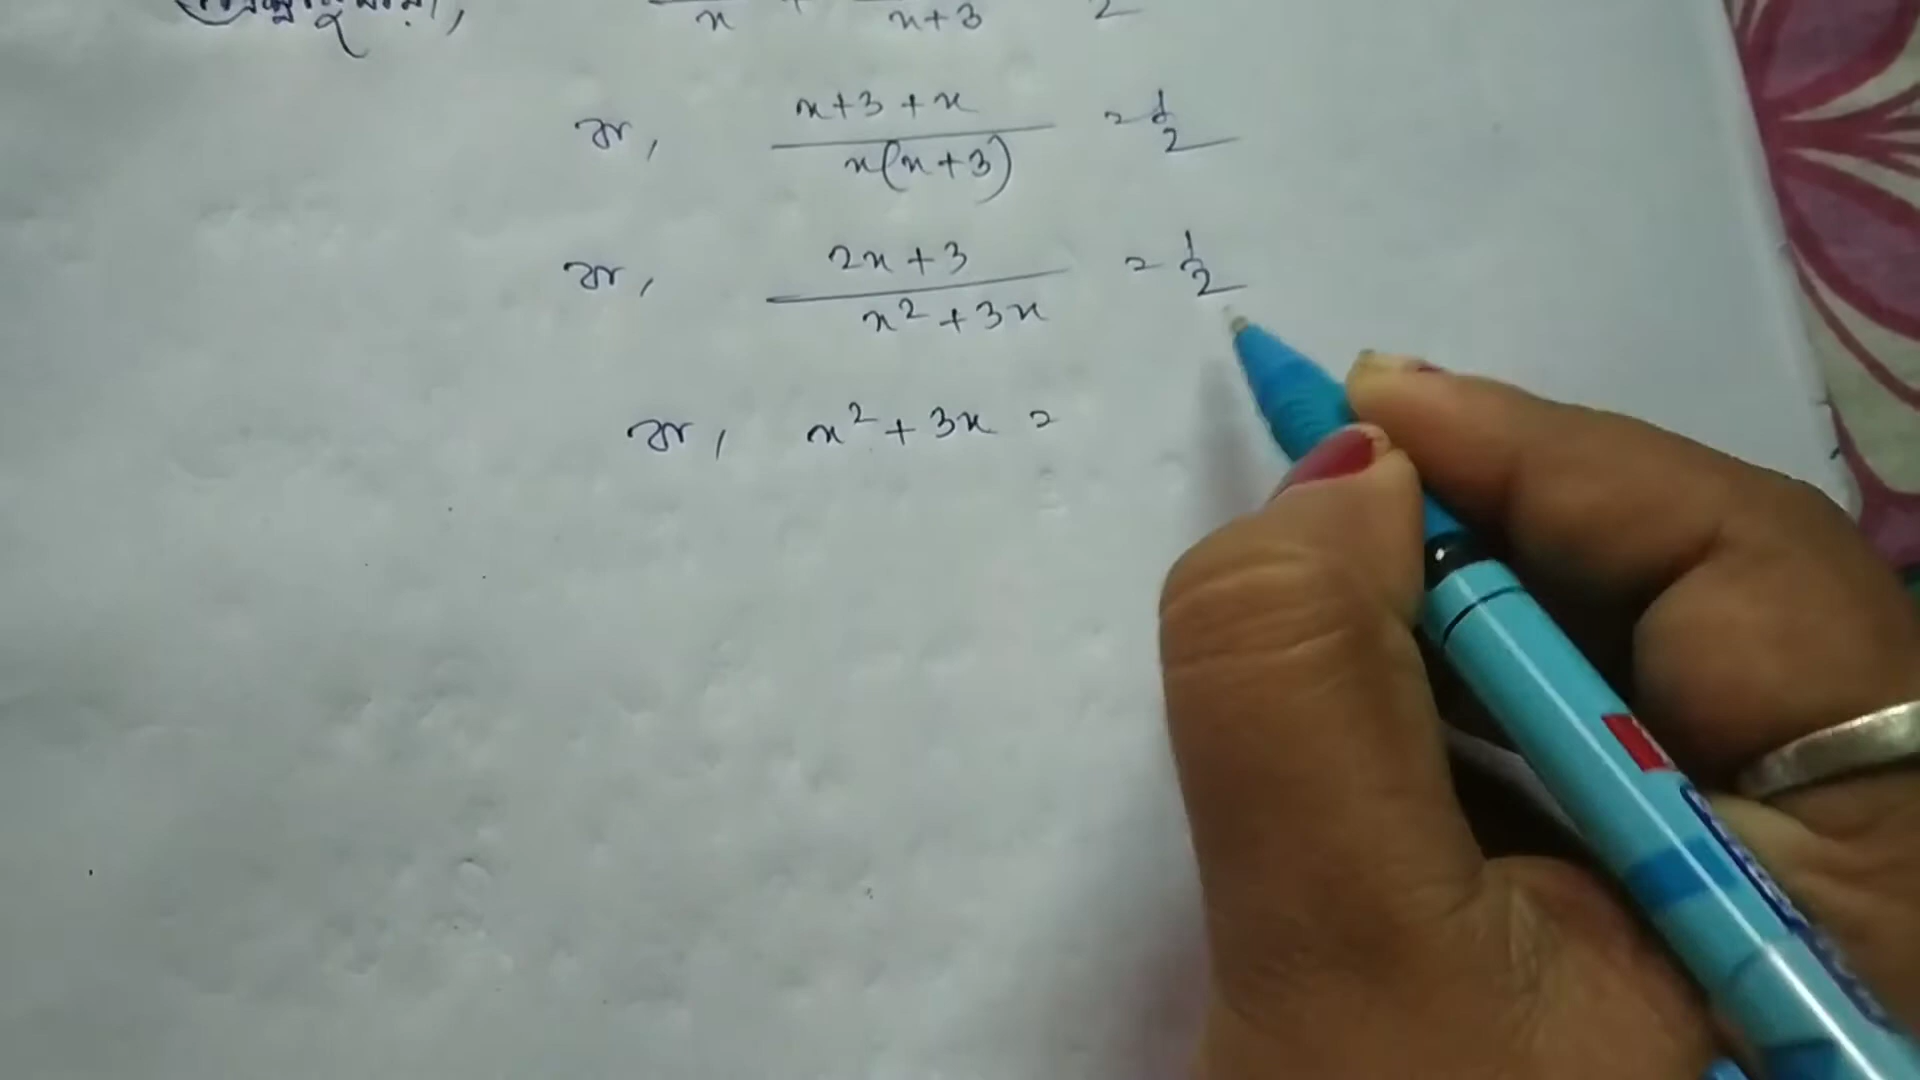 x x+3 2
বা, x+3+x / x(x+3) = 1/2
বা, 2x+3 / x²+3x = 1/2
বা, x²+3x =